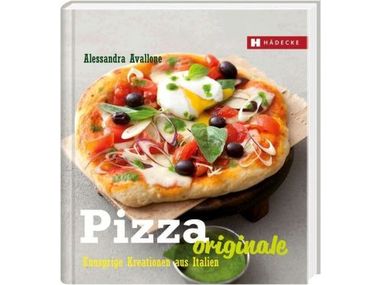 HÄDECKE
Alessandra Avallone
Pizza
originale
Knusprige Kreationen aus Italien